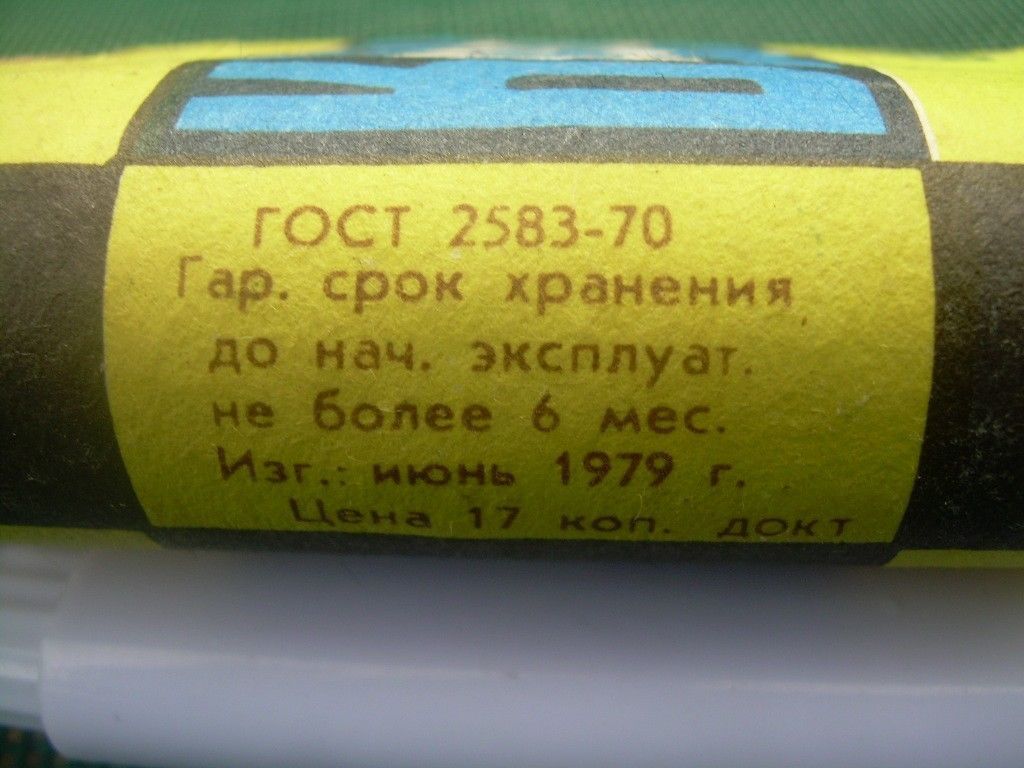 ГОСТ 2583-70
Гар. срок хранения
до нач. эксплуат.
не более 6 мес.
Изг.: июнь 1979 г.
Цена 17 коп. докт